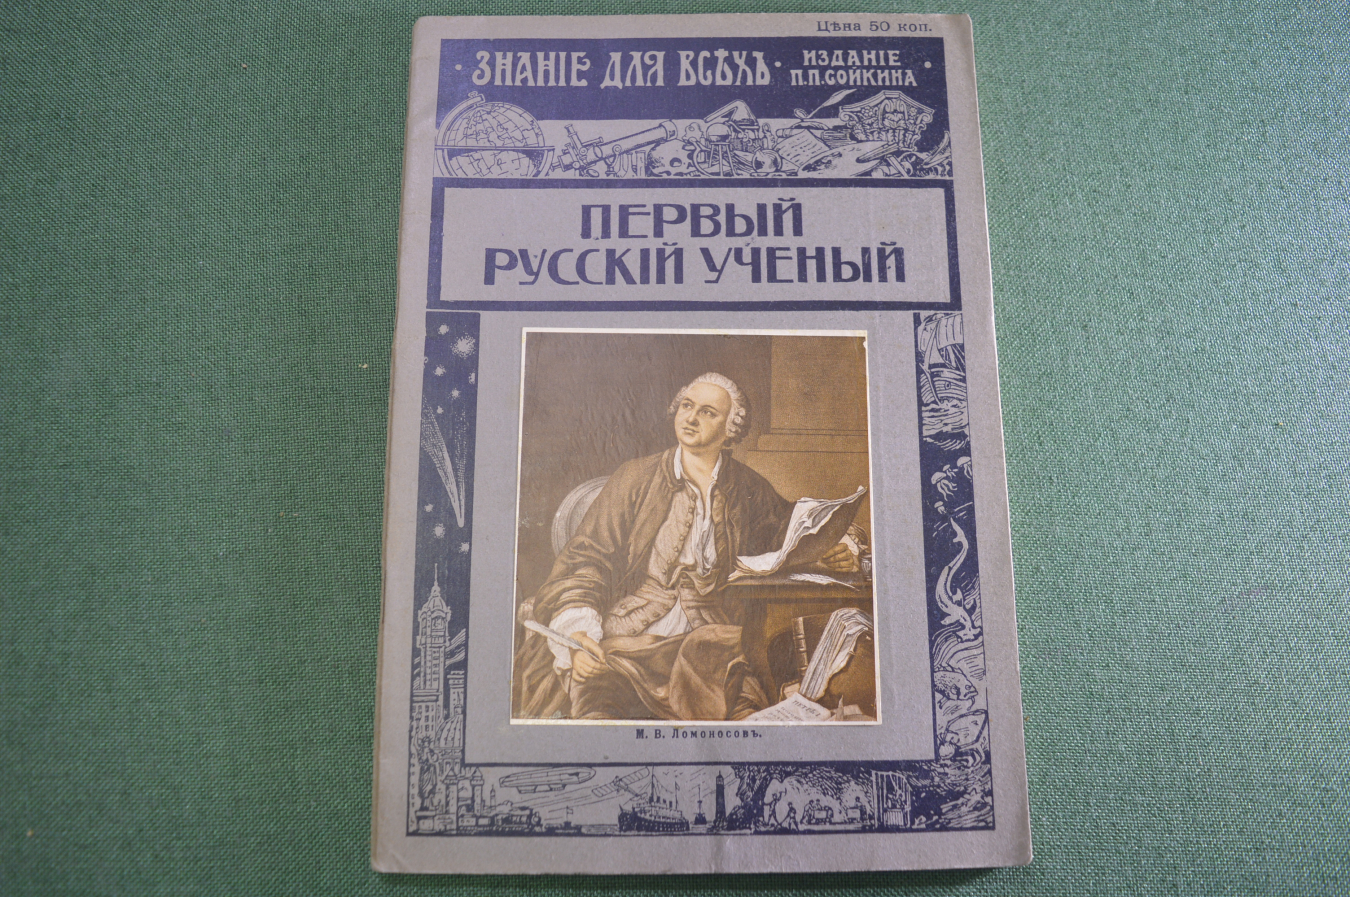 Цѣна 50 коп.
ЗНАНІЕ ДЛЯ ВСѢХЪ
ИЗДАНІЕ
П.П.СОЙКИНА
ПЕРВЫЙ
РУССКІЙ УЧЕНЫЙ
М. В. Ломоносовъ.